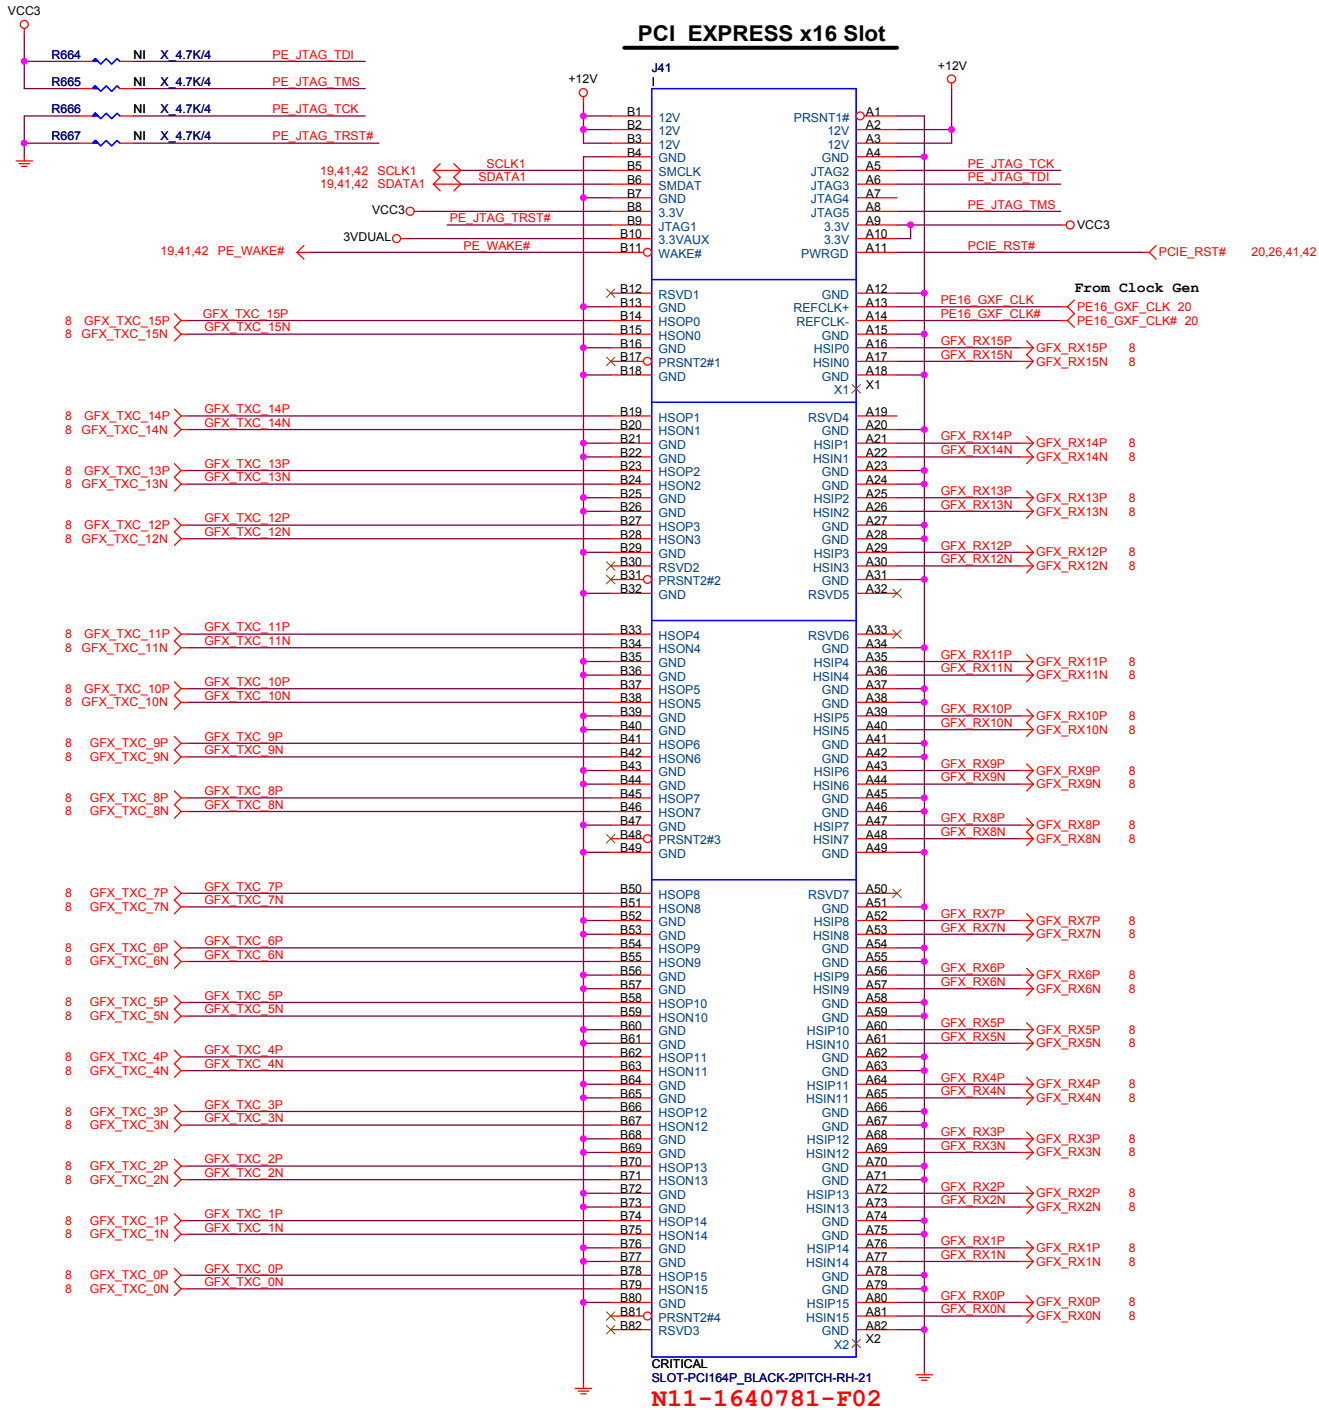 VCC3
R664 NI X_4.7K/4 PE_JTAG_TDI
R665 NI X_4.7K/4 PE_JTAG_TMS
R666 NI X_4.7K/4 PE_JTAG_TCK
R667 NI X_4.7K/4 PE_JTAG_TRST#
PCI EXPRESS x16 Slot
J41
I
+12V
+12V
B1 12V PRSNT1# A1
B2 12V 12V A2
B3 12V 12V A3
B4 GND GND A4
19,41,42 SCLK1 SCLK1 B5 SMCLK JTAG2 A5 PE_JTAG_TCK
19,41,42 SDATA1 SDATA1 B6 SMDAT JTAG3 A6 PE_JTAG_TDI
B7 GND JTAG4 A7
VCC3 B8 3.3V JTAG5 A8 PE_JTAG_TMS
PE_JTAG_TRST# B9 JTAG1 3.3V A9 VCC3
3VDUAL B10 3.3VAUX 3.3V A10
19,41,42 PE_WAKE# PE_WAKE# B11 WAKE# PWRGD A11 PCIE_RST# PCIE_RST# 20,26,41,42
From Clock Gen
B12 RSVD1 GND A12
B13 GND REFCLK+ A13 PE16_GXF_CLK PE16_GXF_CLK 20
8 GFX_TXC_15P GFX_TXC_15P B14 HSOP0 REFCLK- A14 PE16_GXF_CLK# PE16_GXF_CLK# 20
8 GFX_TXC_15N GFX_TXC_15N B15 HSON0 GND A15
B16 GND HSIP0 A16 GFX_RX15P GFX_RX15P 8
B17 PRSNT2#1 HSIN0 A17 GFX_RX15N GFX_RX15N 8
B18 GND GND A18
X1 X1
8 GFX_TXC_14P GFX_TXC_14P B19 HSOP1 RSVD4 A19
8 GFX_TXC_14N GFX_TXC_14N B20 HSON1 GND A20
B21 GND HSIP1 A21 GFX_RX14P GFX_RX14P 8
B22 GND HSIN1 A22 GFX_RX14N GFX_RX14N 8
8 GFX_TXC_13P GFX_TXC_13P B23 HSOP2 GND A23
8 GFX_TXC_13N GFX_TXC_13N B24 HSON2 GND A24
B25 GND HSIP2 A25 GFX_RX13P GFX_RX13P 8
B26 GND HSIN2 A26 GFX_RX13N GFX_RX13N 8
8 GFX_TXC_12P GFX_TXC_12P B27 HSOP3 GND A27
8 GFX_TXC_12N GFX_TXC_12N B28 HSON3 GND A28
B29 GND HSIP3 A29 GFX_RX12P GFX_RX12P 8
B30 RSVD2 HSIN3 A30 GFX_RX12N GFX_RX12N 8
B31 PRSNT2#2 GND A31
B32 GND RSVD5 A32
8 GFX_TXC_11P GFX_TXC_11P B33 HSOP4 RSVD6 A33
8 GFX_TXC_11N GFX_TXC_11N B34 HSON4 GND A34
B35 GND HSIP4 A35 GFX_RX11P GFX_RX11P 8
B36 GND HSIN4 A36 GFX_RX11N GFX_RX11N 8
8 GFX_TXC_10P GFX_TXC_10P B37 HSOP5 GND A37
8 GFX_TXC_10N GFX_TXC_10N B38 HSON5 GND A38
B39 GND HSIP5 A39 GFX_RX10P GFX_RX10P 8
B40 GND HSIN5 A40 GFX_RX10N GFX_RX10N 8
8 GFX_TXC_9P GFX_TXC_9P B41 HSOP6 GND A41
8 GFX_TXC_9N GFX_TXC_9N B42 HSON6 GND A42
B43 GND HSIP6 A43 GFX_RX9P GFX_RX9P 8
B44 GND HSIN6 A44 GFX_RX9N GFX_RX9N 8
8 GFX_TXC_8P GFX_TXC_8P B45 HSOP7 GND A45
8 GFX_TXC_8N GFX_TXC_8N B46 HSON7 GND A46
B47 GND HSIP7 A47 GFX_RX8P GFX_RX8P 8
B48 PRSNT2#3 HSIN7 A48 GFX_RX8N GFX_RX8N 8
B49 GND GND A49
8 GFX_TXC_7P GFX_TXC_7P B50 HSOP8 RSVD7 A50
8 GFX_TXC_7N GFX_TXC_7N B51 HSON8 GND A51
B52 GND HSIP8 A52 GFX_RX7P GFX_RX7P 8
B53 GND HSIN8 A53 GFX_RX7N GFX_RX7N 8
8 GFX_TXC_6P GFX_TXC_6P B54 HSOP9 GND A54
8 GFX_TXC_6N GFX_TXC_6N B55 HSON9 GND A55
B56 GND HSIP9 A56 GFX_RX6P GFX_RX6P 8
B57 GND HSIN9 A57 GFX_RX6N GFX_RX6N 8
8 GFX_TXC_5P GFX_TXC_5P B58 HSOP10 GND A58
8 GFX_TXC_5N GFX_TXC_5N B59 HSON10 GND A59
B60 GND HSIP10 A60 GFX_RX5P GFX_RX5P 8
B61 GND HSIN10 A61 GFX_RX5N GFX_RX5N 8
8 GFX_TXC_4P GFX_TXC_4P B62 HSOP11 GND A62
8 GFX_TXC_4N GFX_TXC_4N B63 HSON11 GND A63
B64 GND HSIP11 A64 GFX_RX4P GFX_RX4P 8
B65 GND HSIN11 A65 GFX_RX4N GFX_RX4N 8
8 GFX_TXC_3P GFX_TXC_3P B66 HSOP12 GND A66
8 GFX_TXC_3N GFX_TXC_3N B67 HSON12 GND A67
B68 GND HSIP12 A68 GFX_RX3P GFX_RX3P 8
B69 GND HSIN12 A69 GFX_RX3N GFX_RX3N 8
8 GFX_TXC_2P GFX_TXC_2P B70 HSOP13 GND A70
8 GFX_TXC_2N GFX_TXC_2N B71 HSON13 GND A71
B72 GND HSIP13 A72 GFX_RX2P GFX_RX2P 8
B73 GND HSIN13 A73 GFX_RX2N GFX_RX2N 8
8 GFX_TXC_1P GFX_TXC_1P B74 HSOP14 GND A74
8 GFX_TXC_1N GFX_TXC_1N B75 HSON14 GND A75
B76 GND HSIP14 A76 GFX_RX1P GFX_RX1P 8
B77 GND HSIN14 A77 GFX_RX1N GFX_RX1N 8
8 GFX_TXC_0P GFX_TXC_0P B78 HSOP15 GND A78
8 GFX_TXC_0N GFX_TXC_0N B79 HSON15 GND A79
B80 GND HSIP15 A80 GFX_RX0P GFX_RX0P 8
B81 PRSNT2#4 HSIN15 A81 GFX_RX0N GFX_RX0N 8
B82 RSVD3 GND A82
X2 X2
CRITICAL
SLOT-PCI164P_BLACK-2PITCH-RH-21
N11-1640781-F02